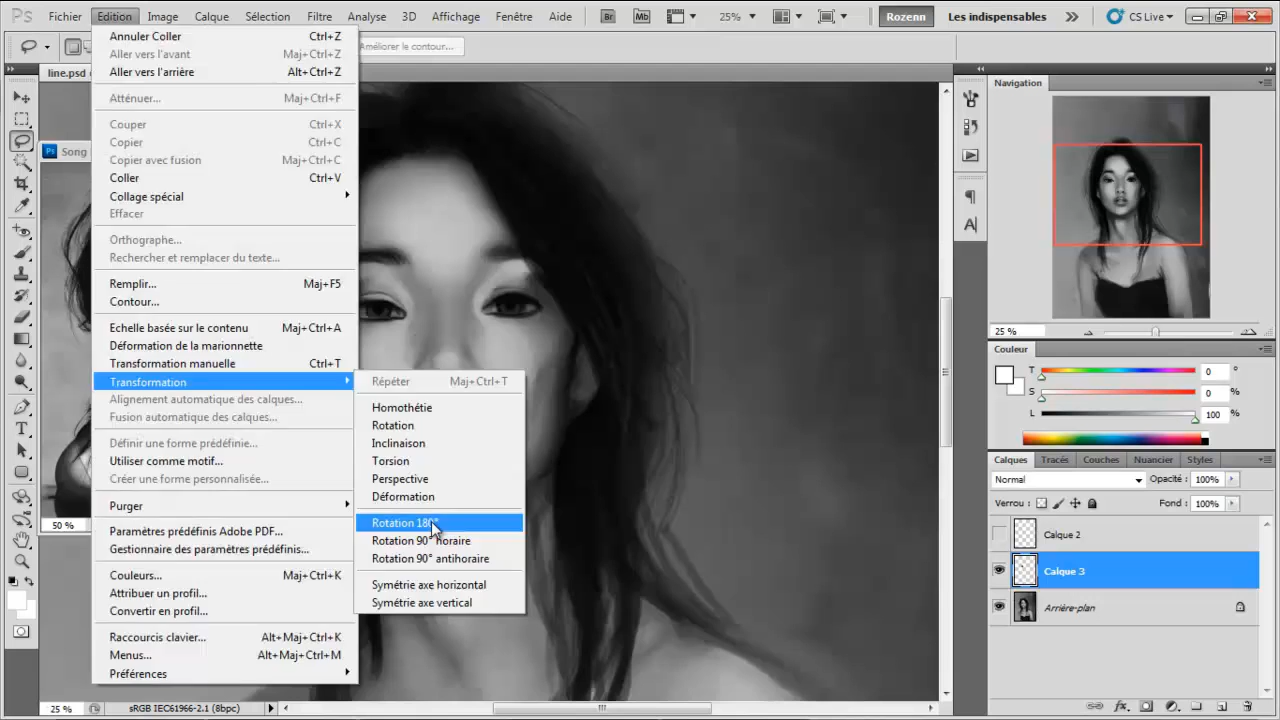 Ps Fichier Edition Image Calque Sélection Filtre Analyse 3D Affichage Fenêtre Aide Br Mb 25% Rozenn Les indispensables CS Live
Améliorer le contour...
line.psd
Ps Song
50 %
Annuler Coller Ctrl+Z
Aller vers l'avant Maj+Ctrl+Z
Aller vers l'arrière Alt+Ctrl+Z
Atténuer... Maj+Ctrl+F
Couper Ctrl+X
Copier Ctrl+C
Copier avec fusion Maj+Ctrl+C
Coller Ctrl+V
Collage spécial
Effacer
Orthographe...
Rechercher et remplacer du texte...
Remplir... Maj+F5
Contour...
Echelle basée sur le contenu Maj+Ctrl+A
Déformation de la marionnette
Transformation manuelle Ctrl+T
Transformation
Alignement automatique des calques...
Fusion automatique des calques...
Définir une forme prédéfinie...
Utiliser comme motif...
Créer une forme personnalisée...
Purger
Paramètres prédéfinis Adobe PDF...
Gestionnaire des paramètres prédéfinis...
Couleurs... Maj+Ctrl+K
Attribuer un profil...
Convertir en profil...
Raccourcis clavier... Alt+Maj+Ctrl+K
Menus... Alt+Maj+Ctrl+M
Préférences
Répéter Maj+Ctrl+T
Homothétie
Rotation
Inclinaison
Torsion
Perspective
Déformation
Rotation 180°
Rotation 90° horaire
Rotation 90° antihoraire
Symétrie axe horizontal
Symétrie axe vertical
25 % sRGB IEC61966-2.1 (8bpc)
Navigation
25 %
Couleur
T 0 °
S 0 %
L 100 %
Calques Tracés Couches Nuancier Styles
Normal Opacité : 100%
Verrou : Fond : 100%
Calque 2
Calque 3
Arrière-plan